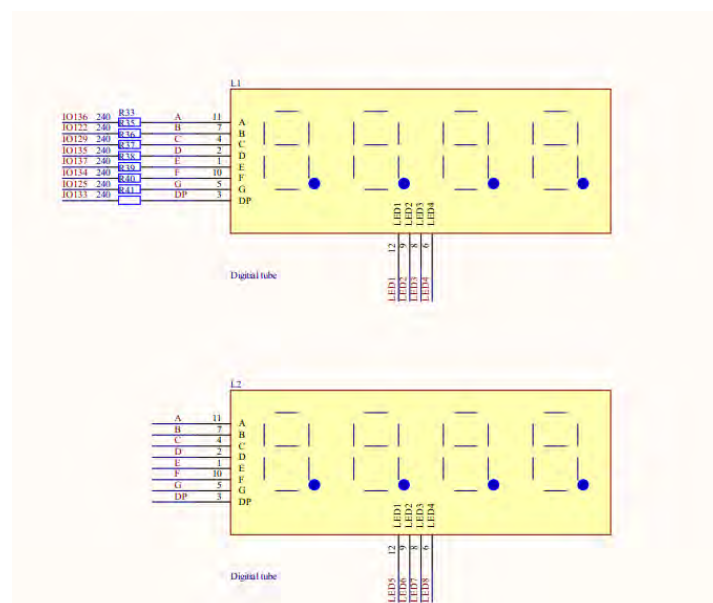 L1
IO136 240 R33 A 11 A
IO122 240 R35 B 7 B
IO129 240 R36 C 4 C
IO135 240 R37 D 2 D
IO137 240 R38 E 1 E
IO134 240 R39 F 10 F
IO125 240 R40 G 5 G
IO133 240 R41 DP 3 DP
LED1 LED2 LED3 LED4
12 9 8 6
LED1 LED2 LED3 LED4
Digitial tube
L2
A 11 A
B 7 B
C 4 C
D 2 D
E 1 E
F 10 F
G 5 G
DP 3 DP
LED1 LED2 LED3 LED4
12 9 8 6
LED5 LED6 LED7 LED8
Digitial tube